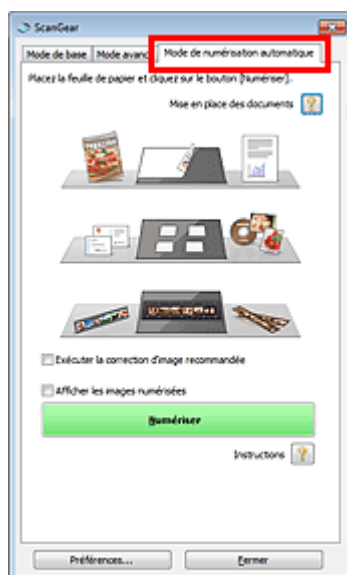 ScanGear
Mode de base Mode avanc Mode de numérisation automatique
Placez la feuille de papier et cliquez sur le bouton [Numériser].
Mise en place des documents
Exécuter la correction d'image recommandée
Afficher les images numérisées
Numériser
Instructions
Préférences... Fermer